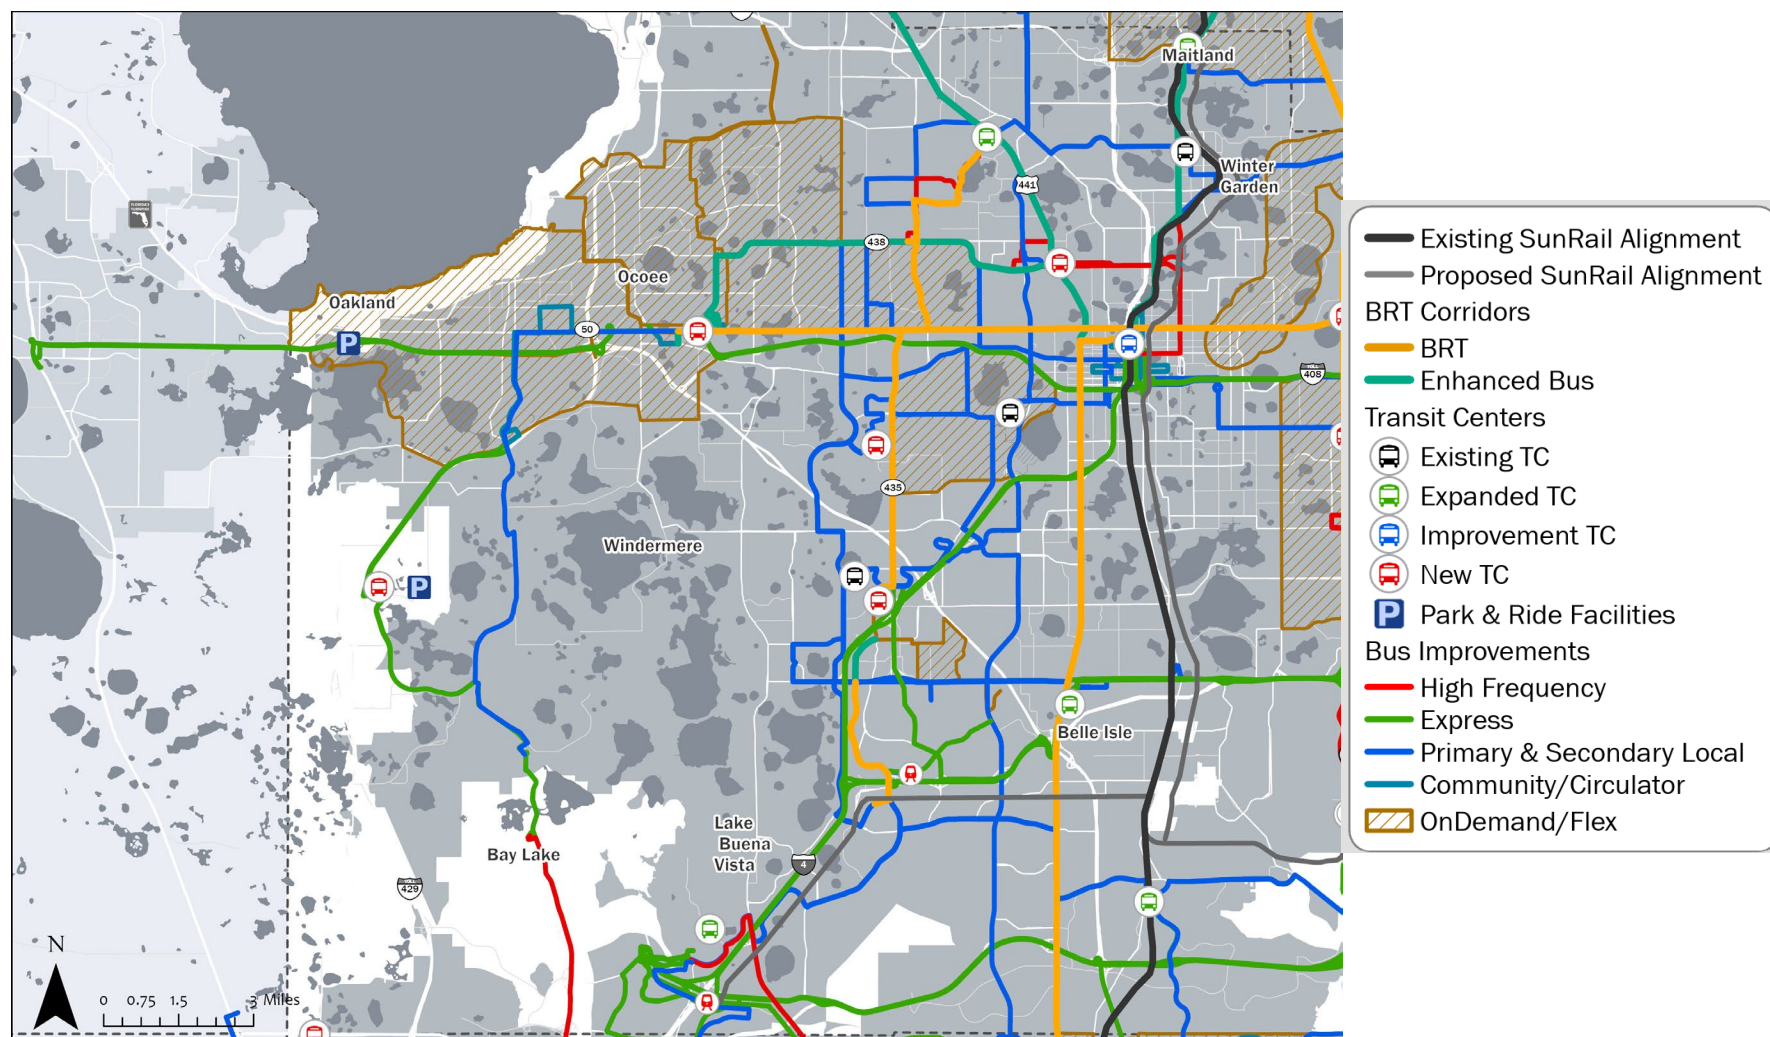 Maitland
Winter
Garden
441
438
Ocoee
Oakland
50
408
435
Windermere
Belle Isle
Lake
Buena
Vista
4
Bay Lake
429
N
0 0.75 1.5 3 Miles
Existing SunRail Alignment
Proposed SunRail Alignment
BRT Corridors
BRT
Enhanced Bus
Transit Centers
Existing TC
Expanded TC
Improvement TC
New TC
P Park & Ride Facilities
Bus Improvements
High Frequency
Express
Primary & Secondary Local
Community/Circulator
OnDemand/Flex
P
P